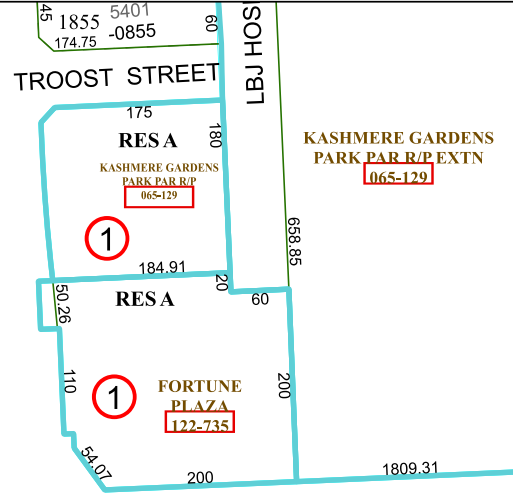 45
5401
1855
-0855
174.75
60
TROOST STREET
LBJ HOSI
175
180
RES A
KASHMERE GARDENS
PARK PAR R/P
065-129
KASHMERE GARDENS
PARK PAR R/P EXTN
065-129
1
658.85
184.91
20
60
50.26
RES A
110
1
FORTUNE
PLAZA
122-735
200
54.07
200
1809.31